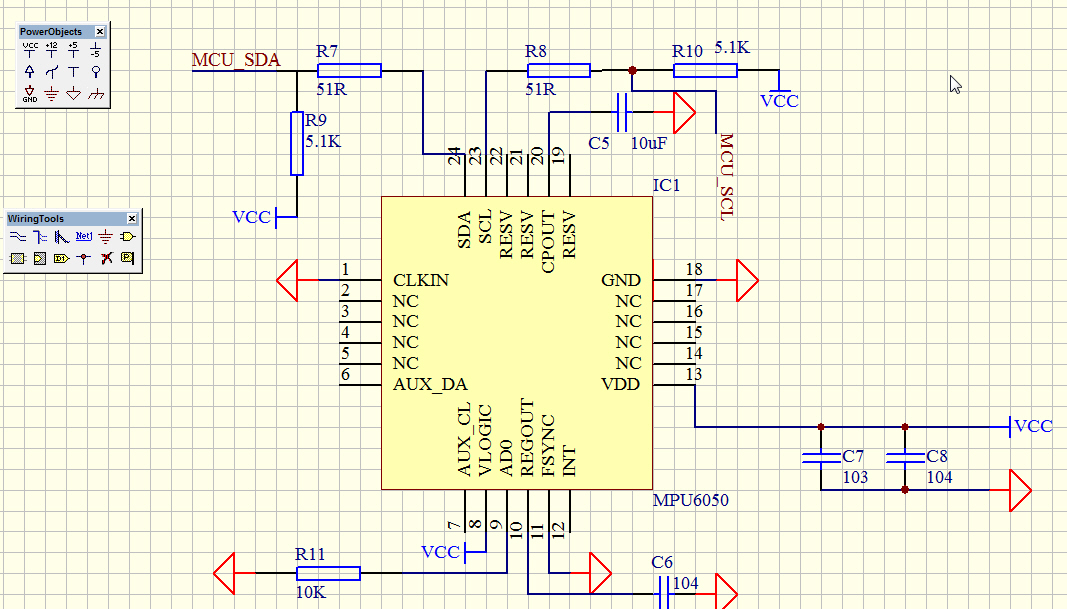 PowerObjects
VCC +12 +5 -5
GND
MCU_SDA
R7
51R
R8
51R
R10 5.1K
VCC
R9
5.1K
VCC
C5 10uF
MCU_SCL
24 23 22 21 20 19
IC1
WiringTools
Net1
D1
SDA SCL RESV RESV CPOUT RESV
1 CLKIN GND 18
2 NC NC 17
3 NC NC 16
4 NC NC 15
5 NC NC 14
6 AUX_DA VDD 13
AUX_CL VLOGIC AD0 REGOUT FSYNC INT
MPU6050
7 8 9 10 11 12
VCC
C7
103
C8
104
VCC
R11
10K
C6
104